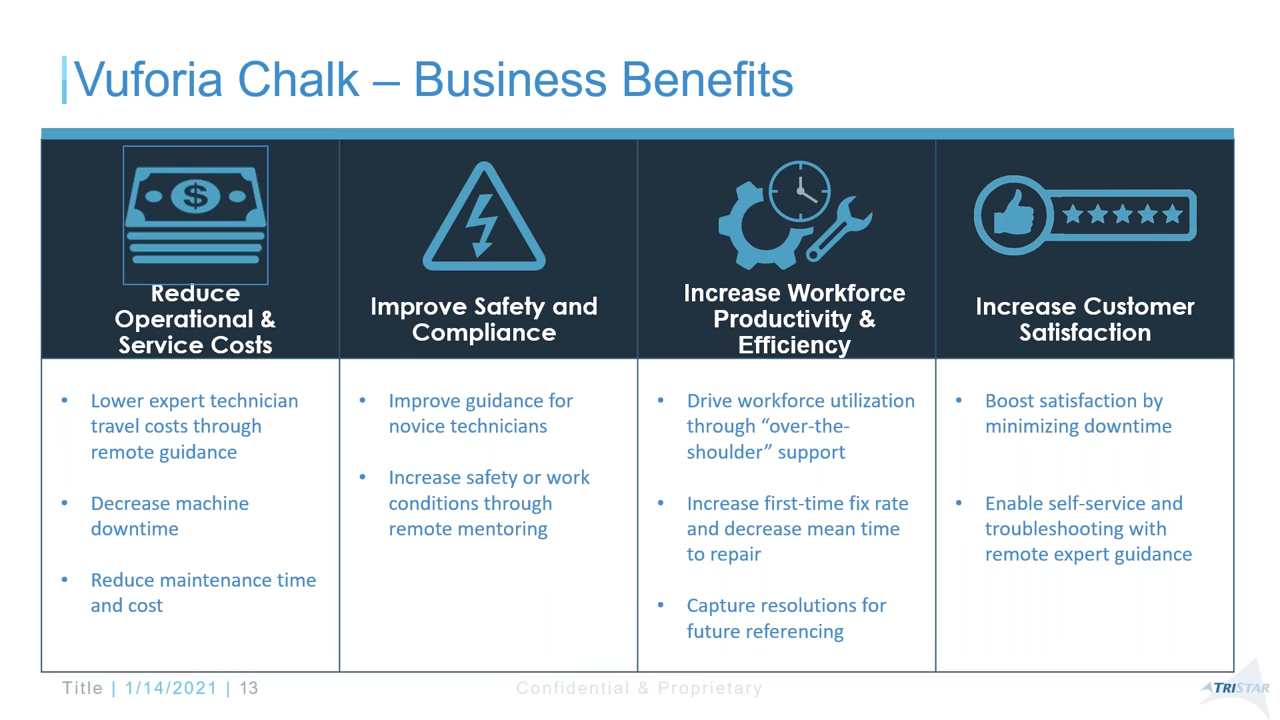 Vuforia Chalk – Business Benefits
$
Reduce
Operational &
Service Costs
Improve Safety and
Compliance
Increase Workforce
Productivity &
Efficiency
Increase Customer
Satisfaction
• Lower expert technician
travel costs through
remote guidance
• Decrease machine
downtime
• Reduce maintenance time
and cost
• Improve guidance for
novice technicians
• Increase safety or work
conditions through
remote mentoring
• Drive workforce utilization
through “over-the-
shoulder” support
• Increase first-time fix rate
and decrease mean time
to repair
• Capture resolutions for
future referencing
• Boost satisfaction by
minimizing downtime
• Enable self-service and
troubleshooting with
remote expert guidance
Title | 1/14/2021 | 13
Confidential & Proprietary
TRISTAR